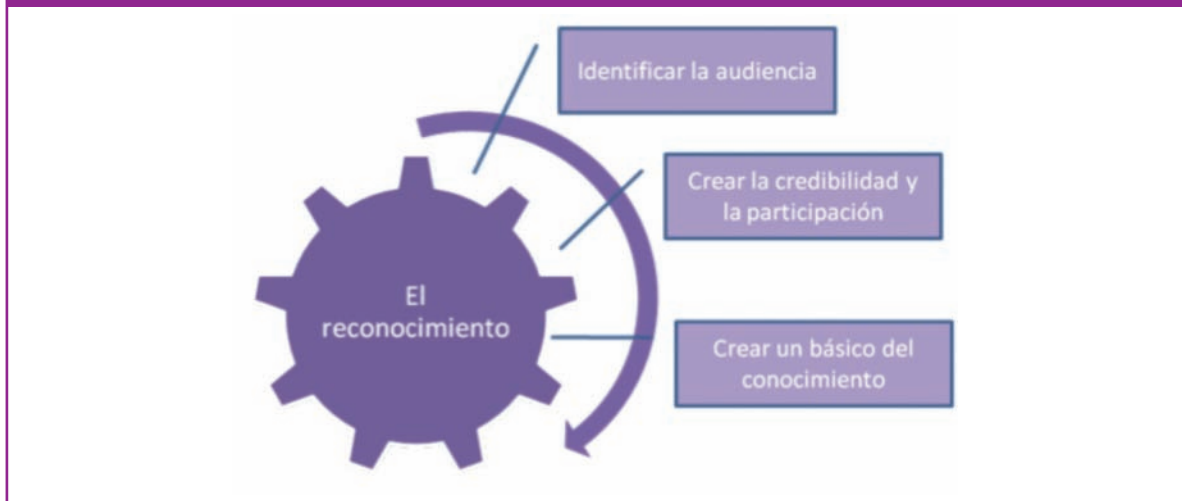 Identificar la audiencia
Crear la credibilidad y
la participación
El
reconocimiento
Crear un básico del
conocimiento